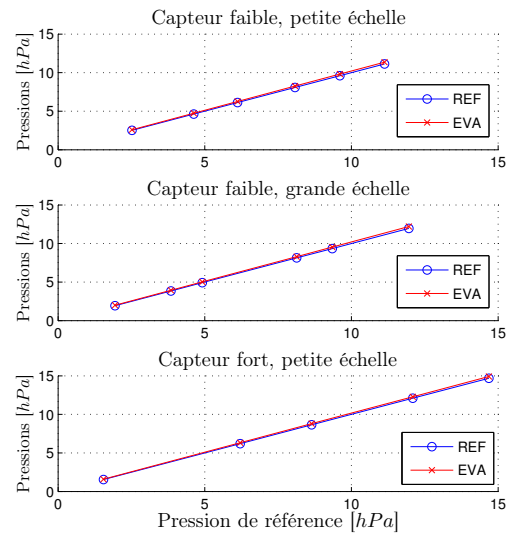 Capteur faible, petite échelle
Pressions [hPa]
15
10
5
0
REF
EVA
0 5 10 15
Capteur faible, grande échelle
Pressions [hPa]
15
10
5
0
REF
EVA
0 5 10 15
Capteur fort, petite échelle
Pressions [hPa]
15
10
5
0
REF
EVA
0 5 10 15
Pression de référence [hPa]